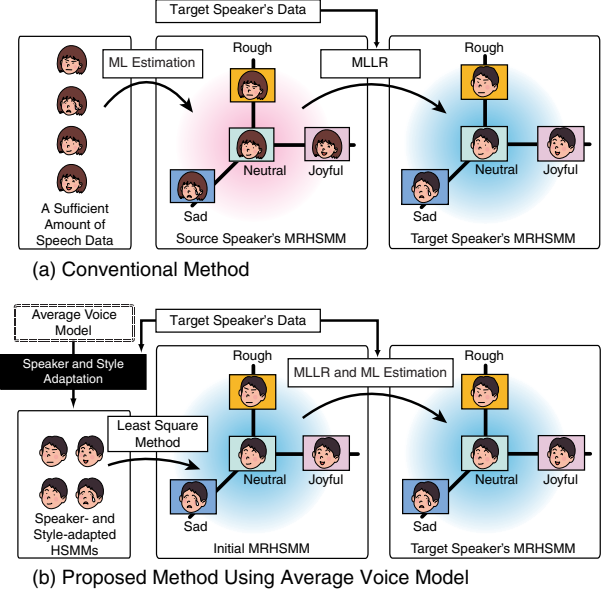 Target Speaker's Data
ML Estimation
MLLR
Rough
Neutral
Joyful
Sad
Rough
Neutral
Joyful
Sad
A Sufficient
Amount of
Speech Data
Source Speaker's MRHSMM
Target Speaker's MRHSMM
(a) Conventional Method
Average Voice
Model
Target Speaker's Data
Speaker and Style
Adaptation
Least Square
Method
MLLR and ML Estimation
Rough
Neutral
Joyful
Sad
Rough
Neutral
Joyful
Sad
Speaker- and
Style-adapted
HSMMs
Initial MRHSMM
Target Speaker's MRHSMM
(b) Proposed Method Using Average Voice Model